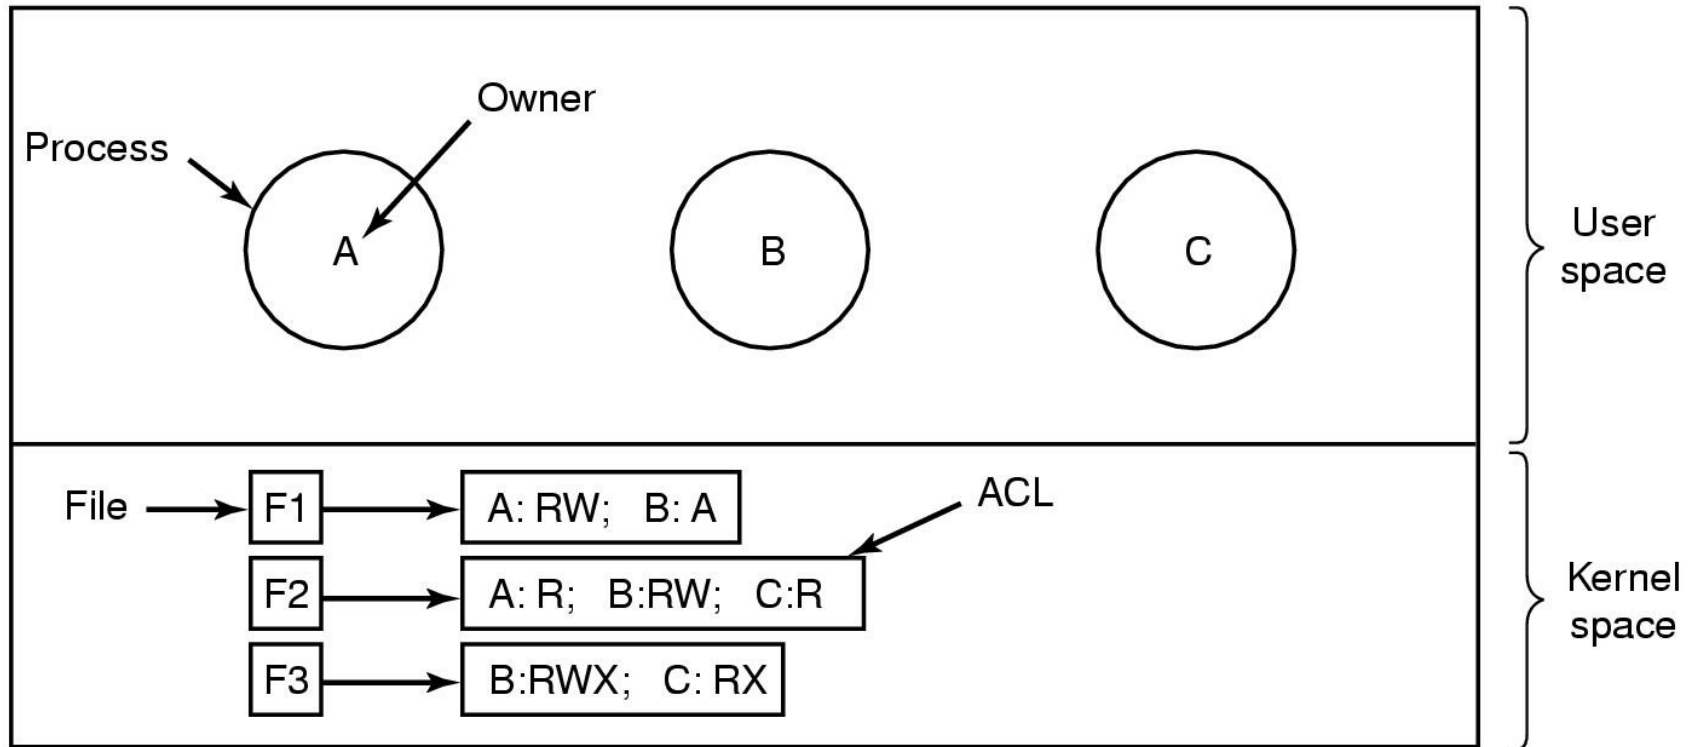 Owner
Process
A
B
C
User
space
File
F1
A: RW; B: A
ACL
F2
A: R; B:RW; C:R
F3
B:RWX; C: RX
Kernel
space